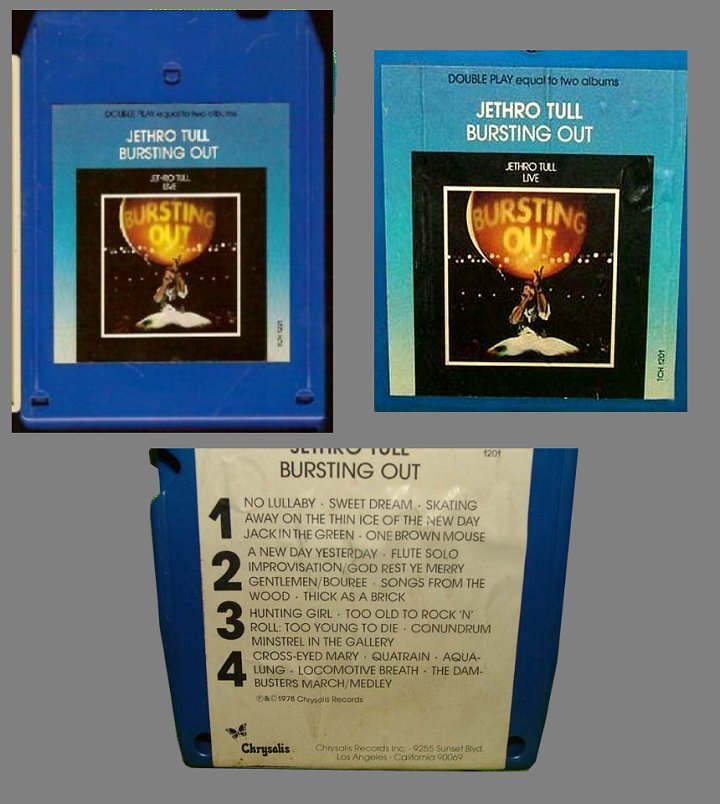 DOUBLE PLAY equal to two albums
JETHRO TULL
BURSTING OUT
JETHRO TULL
LIVE
BURSTING
OUT
DOUBLE PLAY equal to two albums
JETHRO TULL
BURSTING OUT
JETHRO TULL
LIVE
BURSTING
OUT
TCH 1201
JETHRO TULL
1201
BURSTING OUT
1 NO LULLABY · SWEET DREAM · SKATING
AWAY ON THE THIN ICE OF THE NEW DAY
JACK IN THE GREEN · ONE BROWN MOUSE
2 A NEW DAY YESTERDAY · FLUTE SOLO
IMPROVISATION/GOD REST YE MERRY
GENTLEMEN/BOUREE · SONGS FROM THE
WOOD · THICK AS A BRICK
3 HUNTING GIRL · TOO OLD TO ROCK 'N'
ROLL: TOO YOUNG TO DIE · CONUNDRUM
MINSTREL IN THE GALLERY
4 CROSS-EYED MARY · QUATRAIN · AQUA-
LUNG · LOCOMOTIVE BREATH · THE DAM-
BUSTERS MARCH/MEDLEY
℗&©1978 Chrysalis Records
Chrysalis
Chrysalis Records Inc. · 9255 Sunset Blvd.
Los Angeles · California 90069